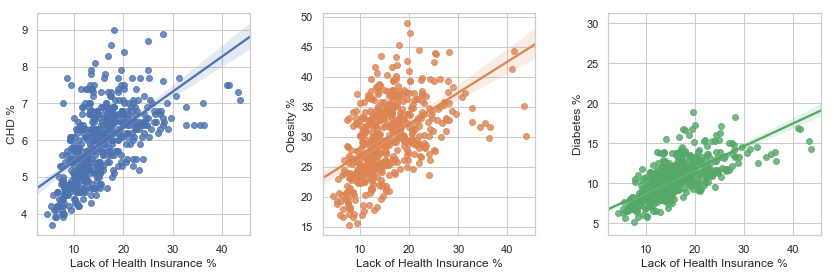 9
8
7
6
5
4
CHD %
10 20 30 40
Lack of Health Insurance %
50
45
40
35
30
25
20
15
Obesity %
10 20 30 40
Lack of Health Insurance %
30
25
20
15
10
5
Diabetes %
10 20 30 40
Lack of Health Insurance %